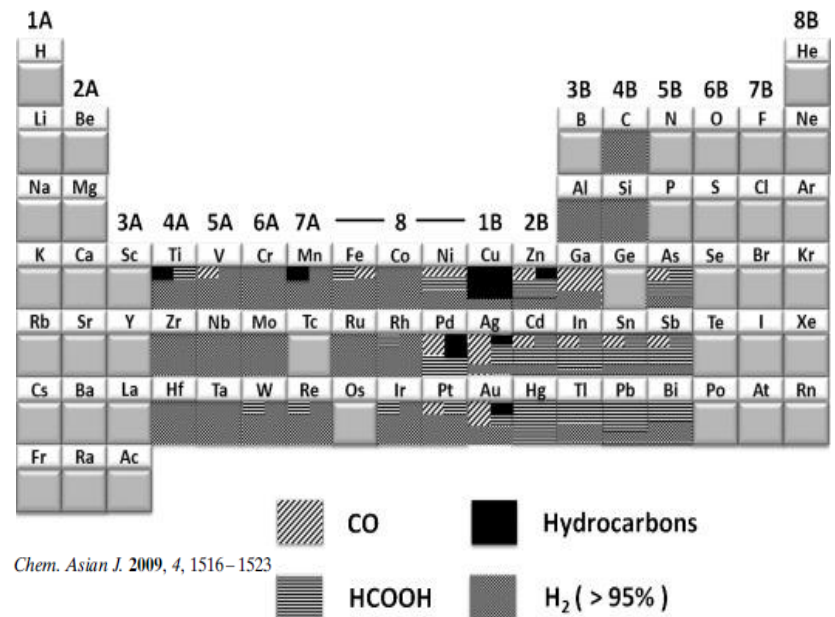 1A 8B
H He
2A 3B 4B 5B 6B 7B
Li Be B C N O F Ne
Na Mg Al Si P S Cl Ar
3A 4A 5A 6A 7A 8 1B 2B
K Ca Sc Ti V Cr Mn Fe Co Ni Cu Zn Ga Ge As Se Br Kr
Rb Sr Y Zr Nb Mo Tc Ru Rh Pd Ag Cd In Sn Sb Te I Xe
Cs Ba La Hf Ta W Re Os Ir Pt Au Hg Tl Pb Bi Po At Rn
Fr Ra Ac
CO Hydrocarbons
Chem. Asian J. 2009, 4, 1516–1523
HCOOH H₂ ( > 95% )